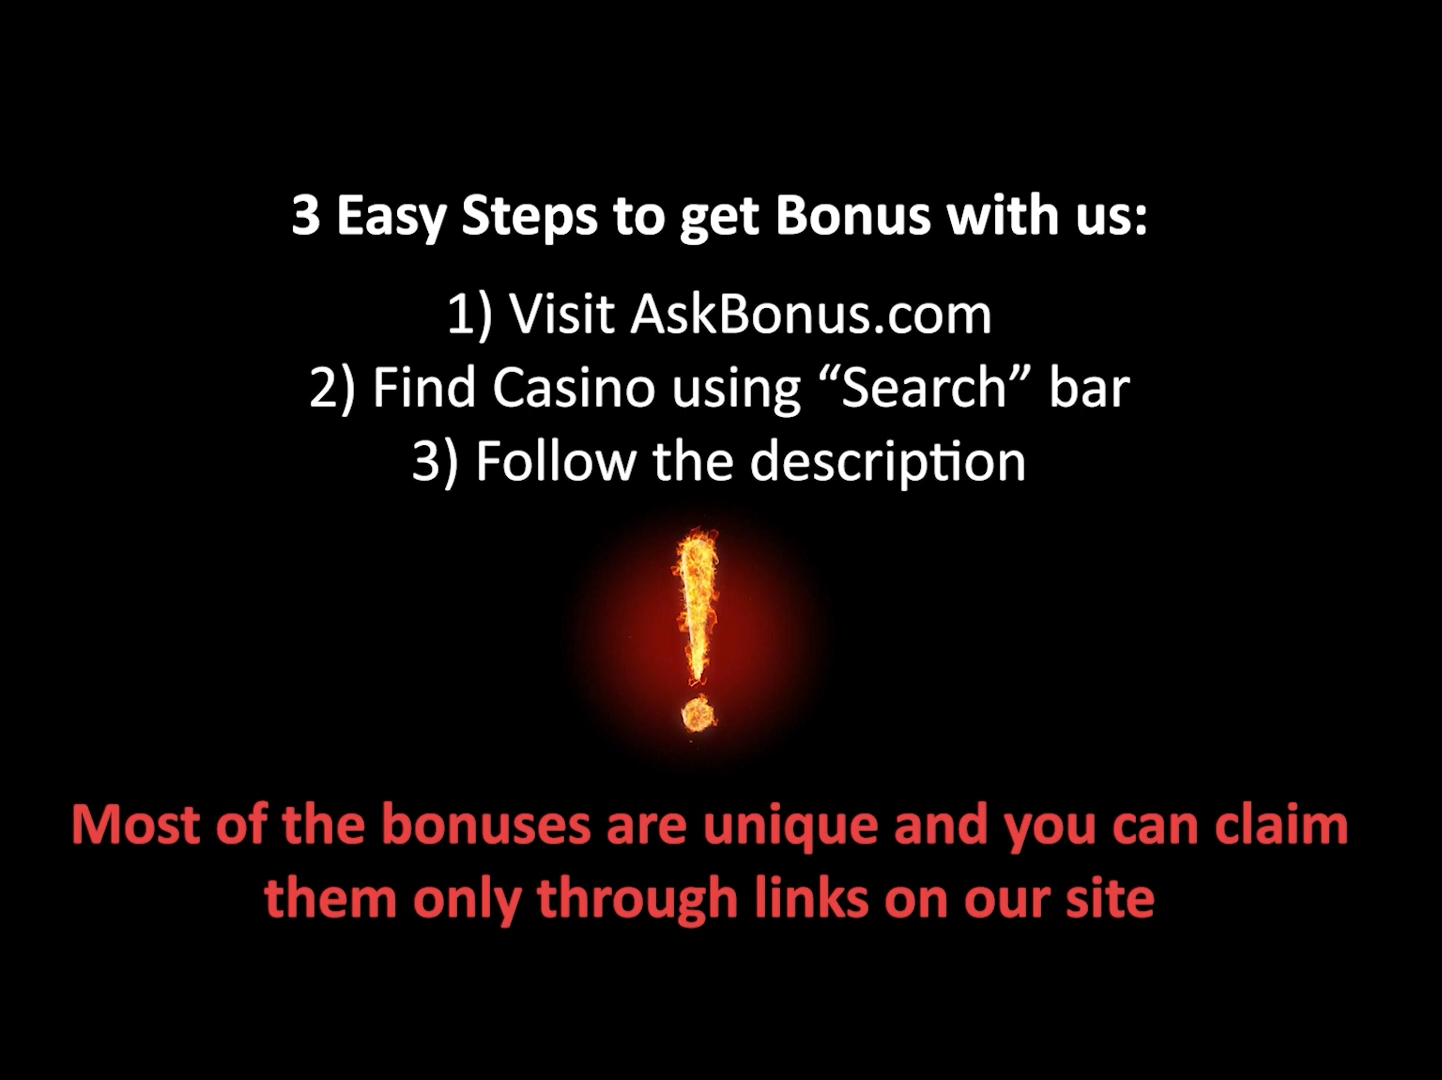 3 Easy Steps to get Bonus with us:
1) Visit AskBonus.com
2) Find Casino using “Search” bar
3) Follow the description
!
Most of the bonuses are unique and you can claim
them only through links on our site